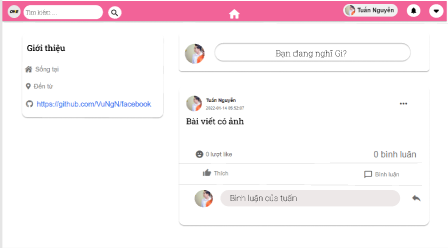 Tìm kiếm ...
Tuấn Nguyễn
Giới thiệu
Sống tại
Đến từ
https://github.com/VuNgN/facebook
Bạn đang nghĩ Gì?
Tuấn Nguyễn
Bài viết có ảnh
0 lượt like
0 bình luận
Thích
Bình luận
Bình luận của tuấn